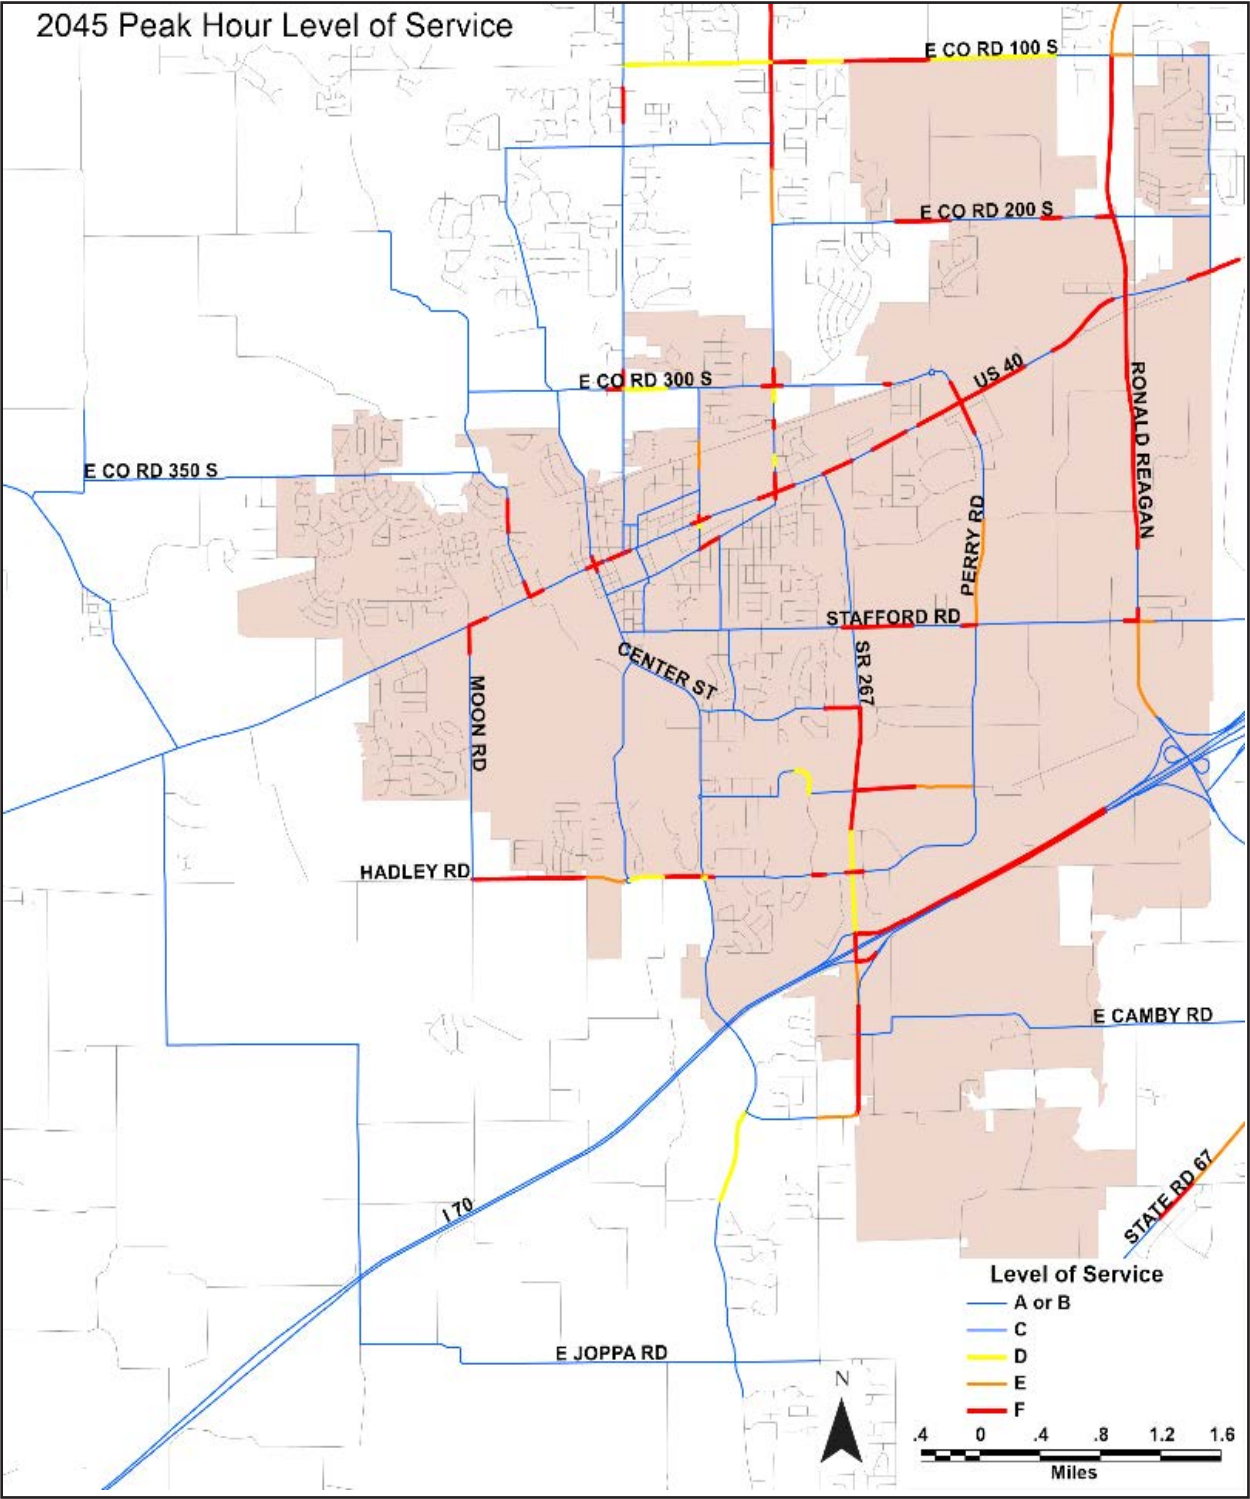 2045 Peak Hour Level of Service
E CO RD 100 S
E CO RD 200 S
US 40
E CO RD 300 S
RONALD REAGAN
E CO RD 350 S
PERRY RD
STAFFORD RD
CENTER ST
SR 267
MOON RD
HADLEY RD
E CAMBY RD
STATE RD 67
I 70
E JOPPA RD
Level of Service
A or B
C
D
E
F
N
.4 0 .4 .8 1.2 1.6
Miles